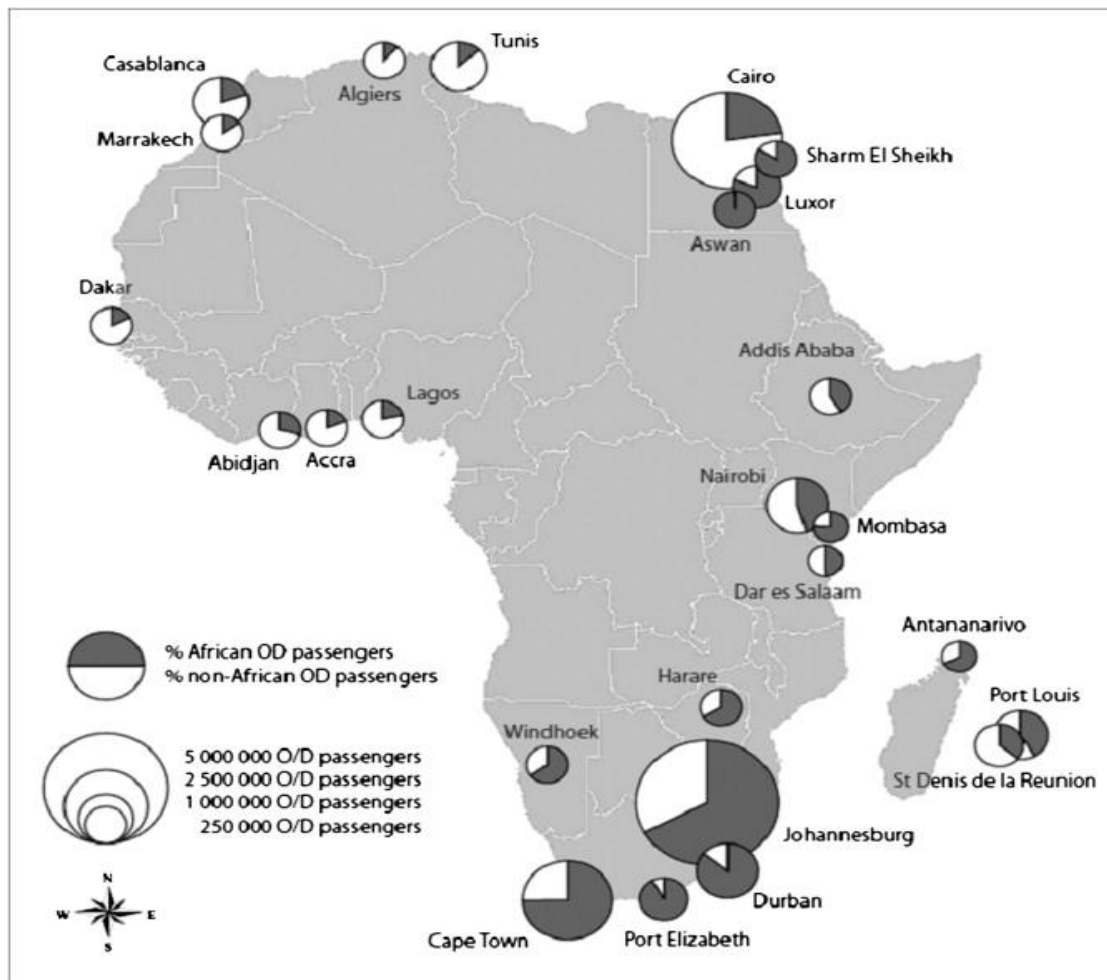 Tunis
Casablanca
Cairo
Algiers
Marrakech
Sharm El Sheikh
Luxor
Aswan
Dakar
Addis Ababa
Lagos
Abidjan
Accra
Nairobi
Mombasa
Dar es Salaam
Antananarivo
% African OD passengers
% non-African OD passengers
Harare
Port Louis
Windhoek
5 000 000 O/D passengers
2 500 000 O/D passengers
1 000 000 O/D passengers
250 000 O/D passengers
St Denis de la Reunion
Johannesburg
N
W E
S
Durban
Cape Town
Port Elizabeth